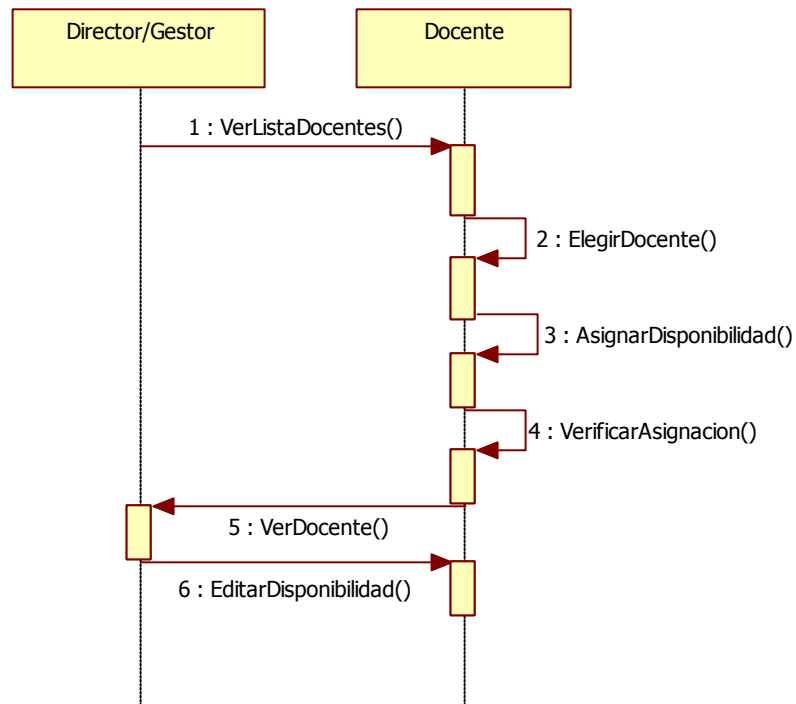 Director/Gestor
Docente
1 : VerListaDocentes()
2 : ElegirDocente()
3 : AsignarDisponibilidad()
4 : VerificarAsignacion()
5 : VerDocente()
6 : EditarDisponibilidad()